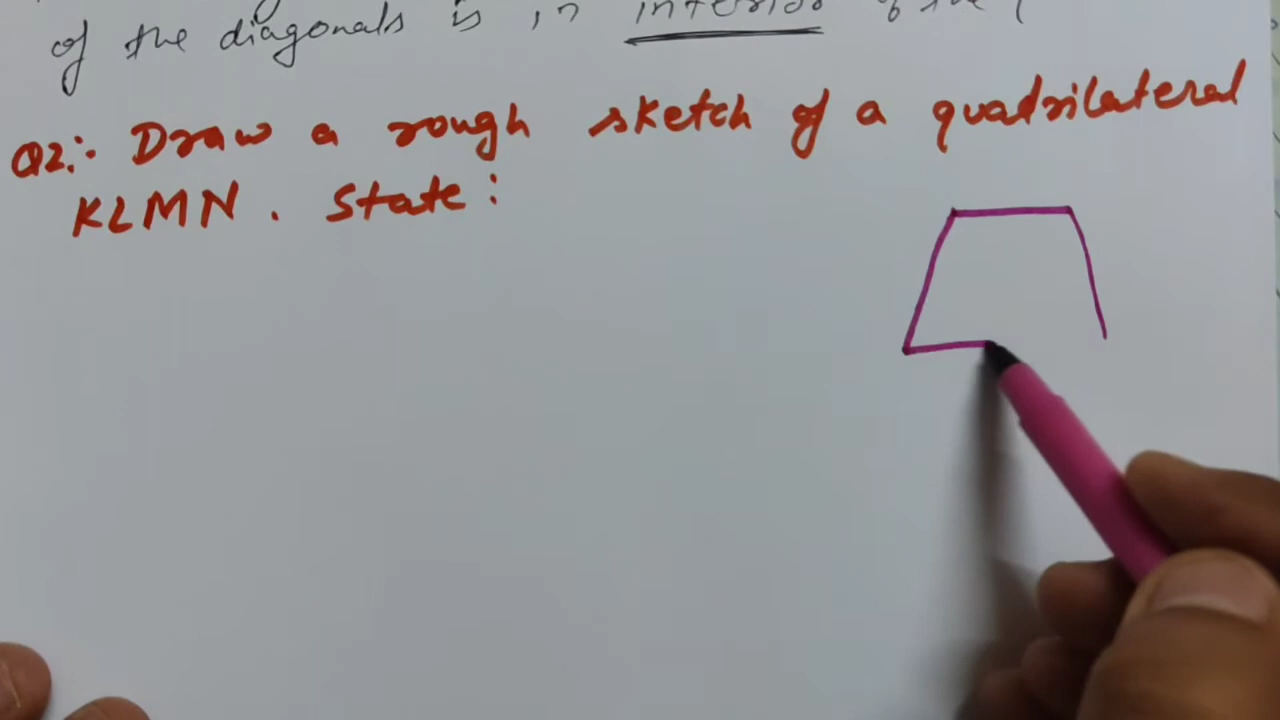 of the diagonals is in interior of the
Q2:- Draw a rough sketch of a quadrilateral
KLMN. State: